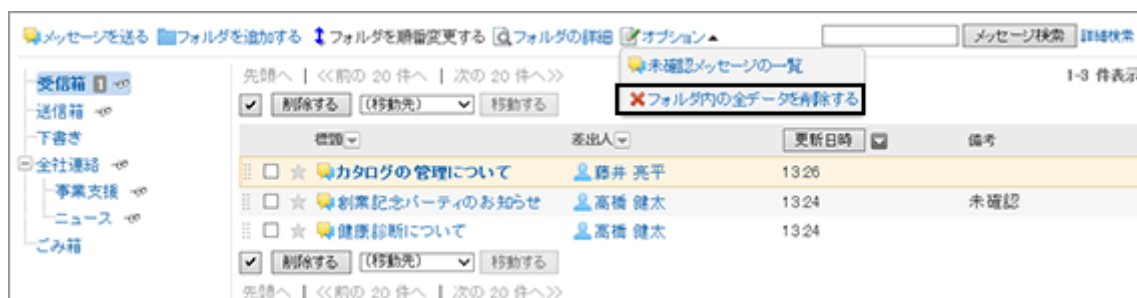 メッセージを送る フォルダを追加する フォルダを順番変更する フォルダの詳細 オプション▲ メッセージ検索 詳細検索
未確認メッセージの一覧
フォルダ内の全データを削除する
受信箱 1
送信箱
下書き
全社連絡
事業支援
ニュース
ごみ箱
先頭へ | <<前の 20 件へ | 次の 20 件へ>> 1-3 件表示
削除する (移動先) 移動する
標題 差出人 更新日時 備考
カタログの管理について 藤井 亮平 13:26
創業記念パーティのお知らせ 高橋 健太 13:24 未確認
健康診断について 高橋 健太 13:24
削除する (移動先) 移動する
先頭へ | <<前の 20 件へ | 次の 20 件へ>>